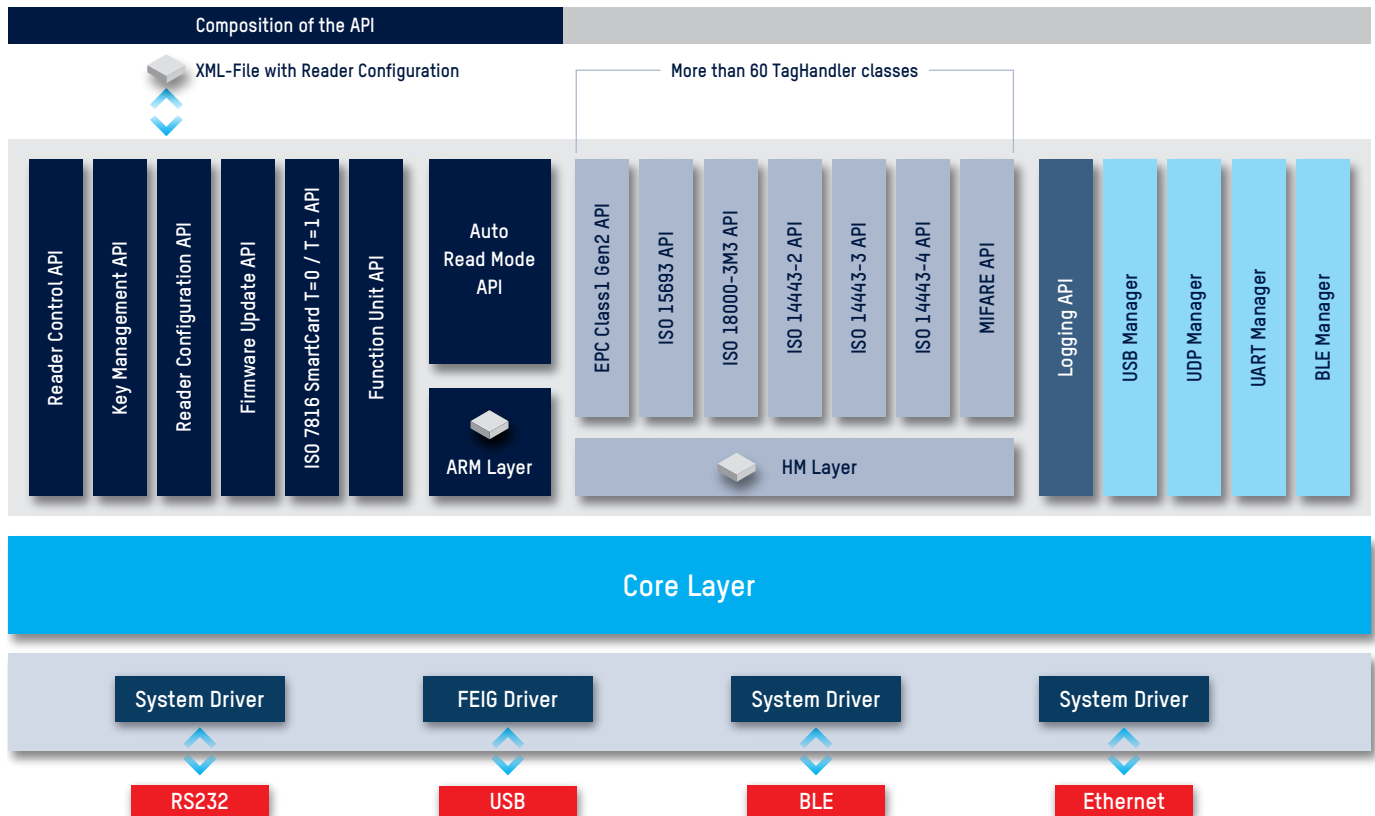 Composition of the API
XML-File with Reader Configuration
More than 60 TagHandler classes
Reader Control API
Key Management API
Reader Configuration API
Firmware Update API
ISO 7816 SmartCard T=0 / T=1 API
Function Unit API
Auto
Read Mode
API
ARM Layer
EPC Class1 Gen2 API
ISO 15693 API
ISO 18000-3M3 API
ISO 14443-2 API
ISO 14443-3 API
ISO 14443-4 API
MIFARE API
HM Layer
Logging API
USB Manager
UDP Manager
UART Manager
BLE Manager
Core Layer
System Driver
FEIG Driver
System Driver
System Driver
RS232
USB
BLE
Ethernet